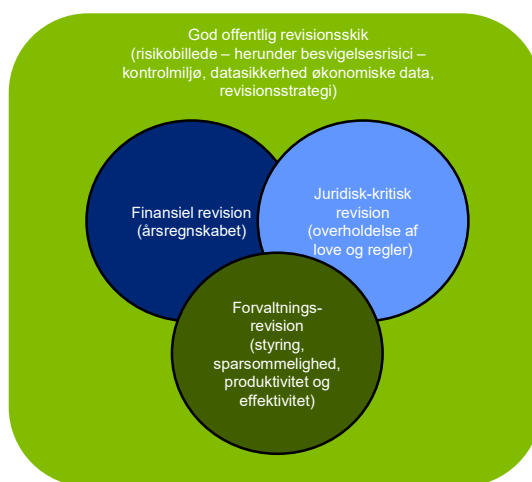 God offentlig revisionsskik
(risikobillede – herunder besvigelsesrisici –
kontrolmiljø, datasikkerhed økonomiske data,
revisionsstrategi)
Finansiel revision
(årsregnskabet)
Juridisk-kritisk
revision
(overholdelse af
love og regler)
Forvaltnings-
revision
(styring,
sparsommelighed,
produktivitet og
effektivitet)